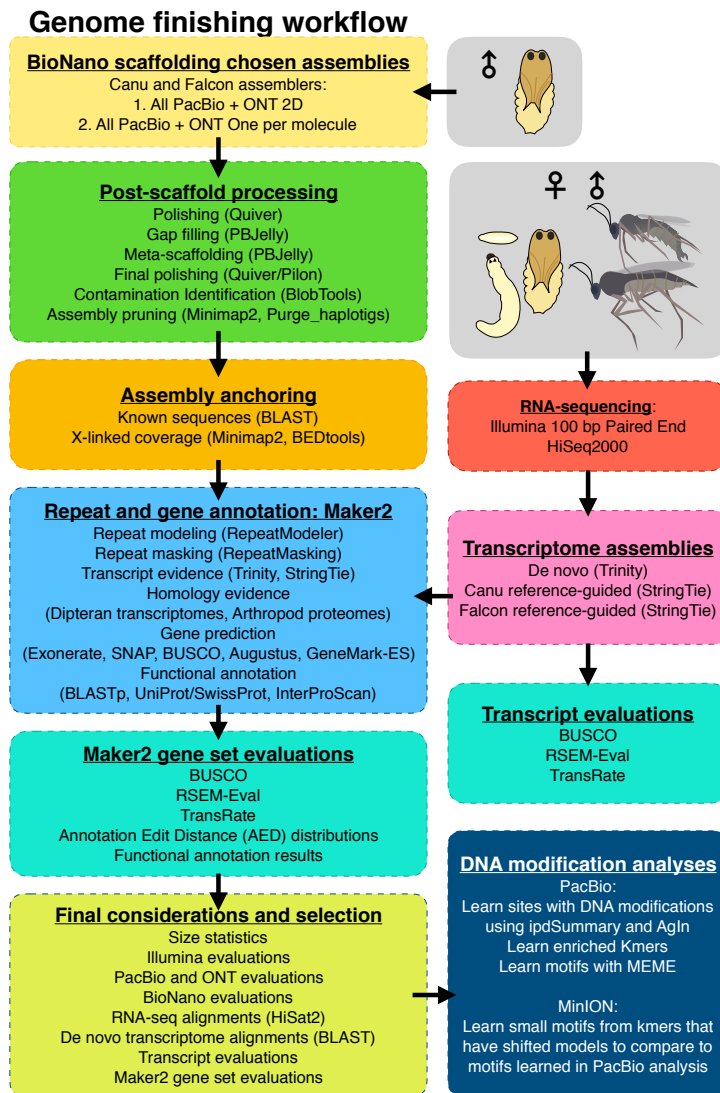 Genome finishing workflow
BioNano scaffolding chosen assemblies
Canu and Falcon assemblers:
1. All PacBio + ONT 2D
2. All PacBio + ONT One per molecule
♂
Post-scaffold processing
Polishing (Quiver)
Gap filling (PBJelly)
Meta-scaffolding (PBJelly)
Final polishing (Quiver/Pilon)
Contamination Identification (BlobTools)
Assembly pruning (Minimap2, Purge_haplotigs)
♀ ♂
Assembly anchoring
Known sequences (BLAST)
X-linked coverage (Minimap2, BEDtools)
RNA-sequencing:
Illumina 100 bp Paired End
HiSeq2000
Repeat and gene annotation: Maker2
Repeat modeling (RepeatModeler)
Repeat masking (RepeatMasking)
Transcript evidence (Trinity, StringTie)
Homology evidence
(Dipteran transcriptomes, Arthropod proteomes)
Gene prediction
(Exonerate, SNAP, BUSCO, Augustus, GeneMark-ES)
Functional annotation
(BLASTp, UniProt/SwissProt, InterProScan)
Transcriptome assemblies
De novo (Trinity)
Canu reference-guided (StringTie)
Falcon reference-guided (StringTie)
Transcript evaluations
BUSCO
RSEM-Eval
TransRate
Maker2 gene set evaluations
BUSCO
RSEM-Eval
TransRate
Annotation Edit Distance (AED) distributions
Functional annotation results
Final considerations and selection
Size statistics
Illumina evaluations
PacBio and ONT evaluations
BioNano evaluations
RNA-seq alignments (HiSat2)
De novo transcriptome alignments (BLAST)
Transcript evaluations
Maker2 gene set evaluations
DNA modification analyses
PacBio:
Learn sites with DNA modifications
using ipdSummary and AgIn
Learn enriched Kmers
Learn motifs with MEME
MinION:
Learn small motifs from kmers that
have shifted models to compare to
motifs learned in PacBio analysis